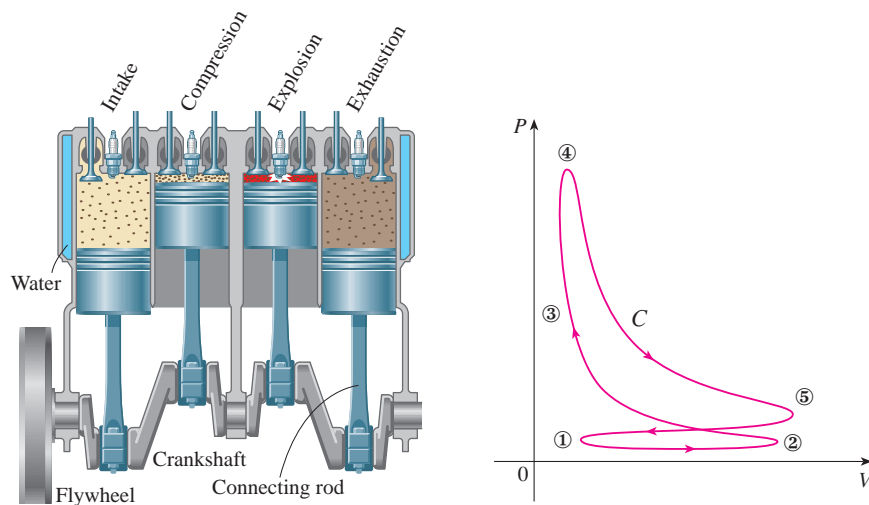 Intake
Compression
Explosion
Exhaustion
Water
Crankshaft
Connecting rod
Flywheel
P
④
③
C
⑤
①
②
0
V